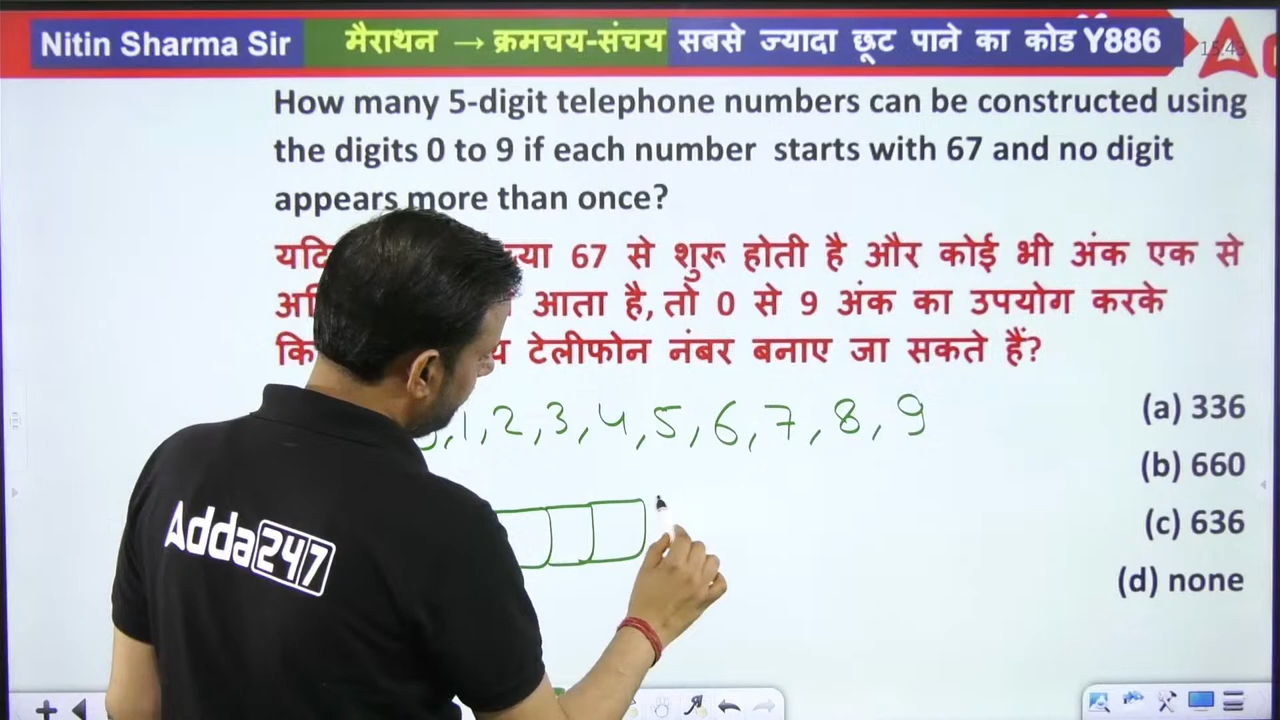 Nitin Sharma Sir मैराथन → क्रमचय-संचय सबसे ज्यादा छूट पाने का कोड Y886
How many 5-digit telephone numbers can be constructed using
the digits 0 to 9 if each number starts with 67 and no digit
appears more than once?
67 से शुरू होती है और कोई भी अंक एक से
आता है, तो 0 से 9 अंक का उपयोग करके
टेलीफोन नंबर बनाए जा सकते हैं?
,1,2,3,4,5,6,7,8,9
(a) 336
(b) 660
(c) 636
(d) none
Adda247